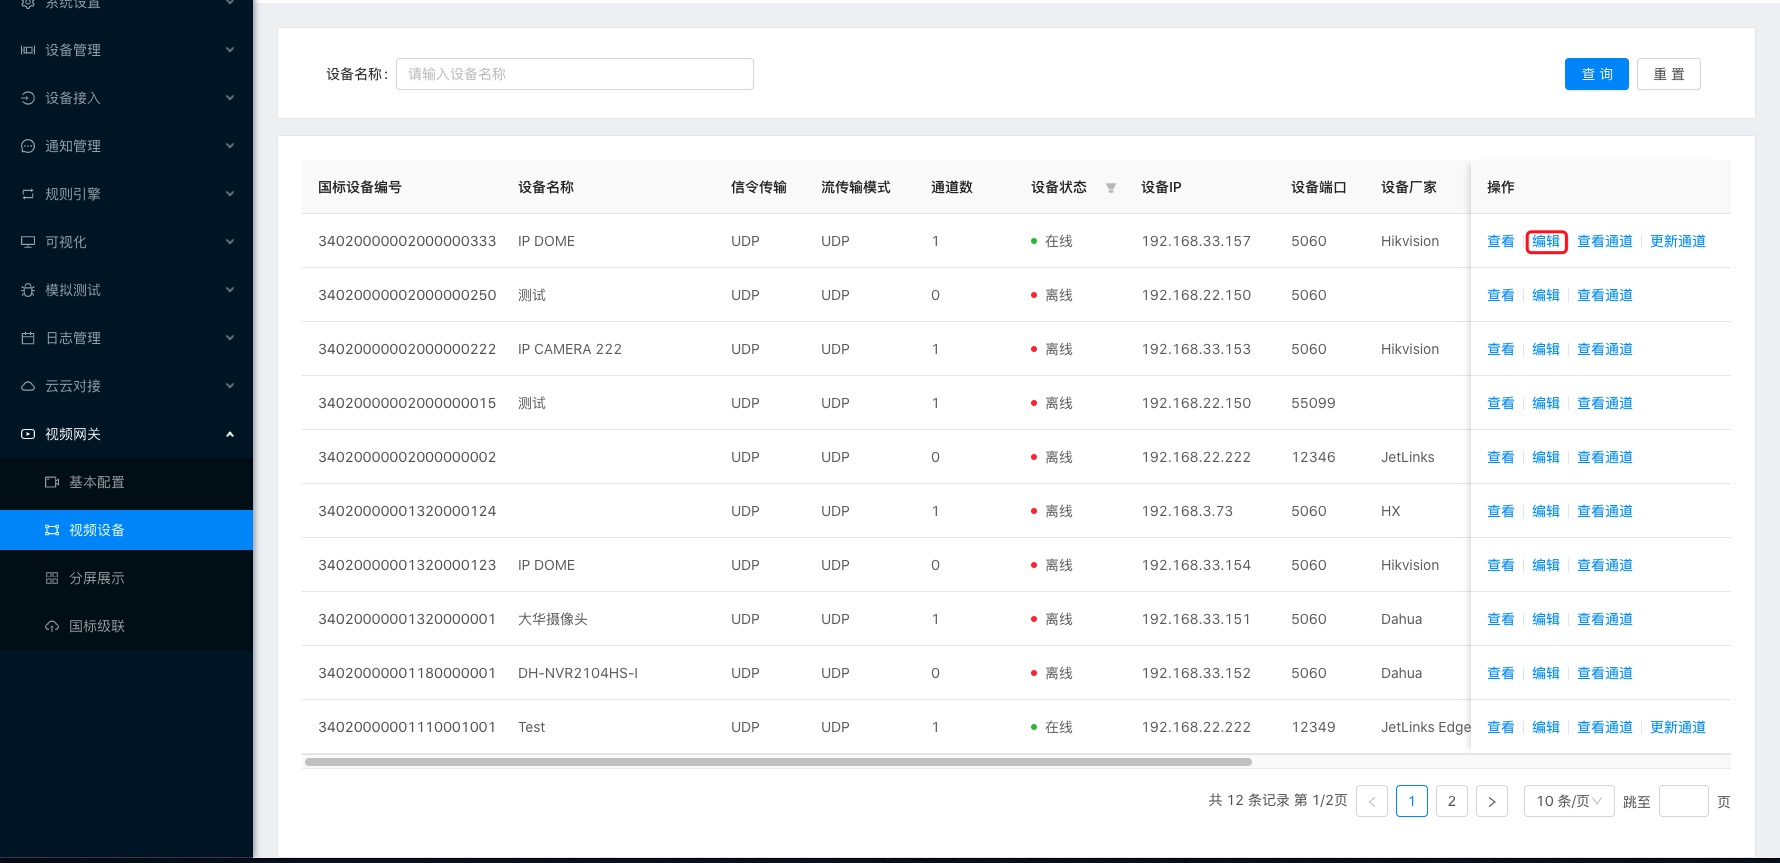 系统设置
设备管理
设备接入
通知管理
规则引擎
可视化
模拟测试
日志管理
云云对接
视频网关
基本配置
视频设备
分屏展示
国标级联
设备名称： 请输入设备名称 查 询 重 置
国标设备编号 设备名称 信令传输 流传输模式 通道数 设备状态 设备IP 设备端口 设备厂家 操作
34020000002000000333 IP DOME UDP UDP 1 在线 192.168.33.157 5060 Hikvision 查看 编辑 查看通道 更新通道
34020000002000000250 测试 UDP UDP 0 离线 192.168.22.150 5060 查看 编辑 查看通道
34020000002000000222 IP CAMERA 222 UDP UDP 1 离线 192.168.33.153 5060 Hikvision 查看 编辑 查看通道
34020000002000000015 测试 UDP UDP 1 离线 192.168.22.150 55099 查看 编辑 查看通道
34020000002000000002 UDP UDP 0 离线 192.168.22.222 12346 JetLinks 查看 编辑 查看通道
34020000001320000124 UDP UDP 1 离线 192.168.3.73 5060 HX 查看 编辑 查看通道
34020000001320000123 IP DOME UDP UDP 0 离线 192.168.33.154 5060 Hikvision 查看 编辑 查看通道
34020000001320000001 大华摄像头 UDP UDP 1 离线 192.168.33.151 5060 Dahua 查看 编辑 查看通道
34020000001180000001 DH-NVR2104HS-I UDP UDP 0 离线 192.168.33.152 5060 Dahua 查看 编辑 查看通道
34020000001110001001 Test UDP UDP 1 在线 192.168.22.222 12349 JetLinks Edge 查看 编辑 查看通道 更新通道
共 12 条记录 第 1/2页 < 1 2 > 10 条/页 跳至 页